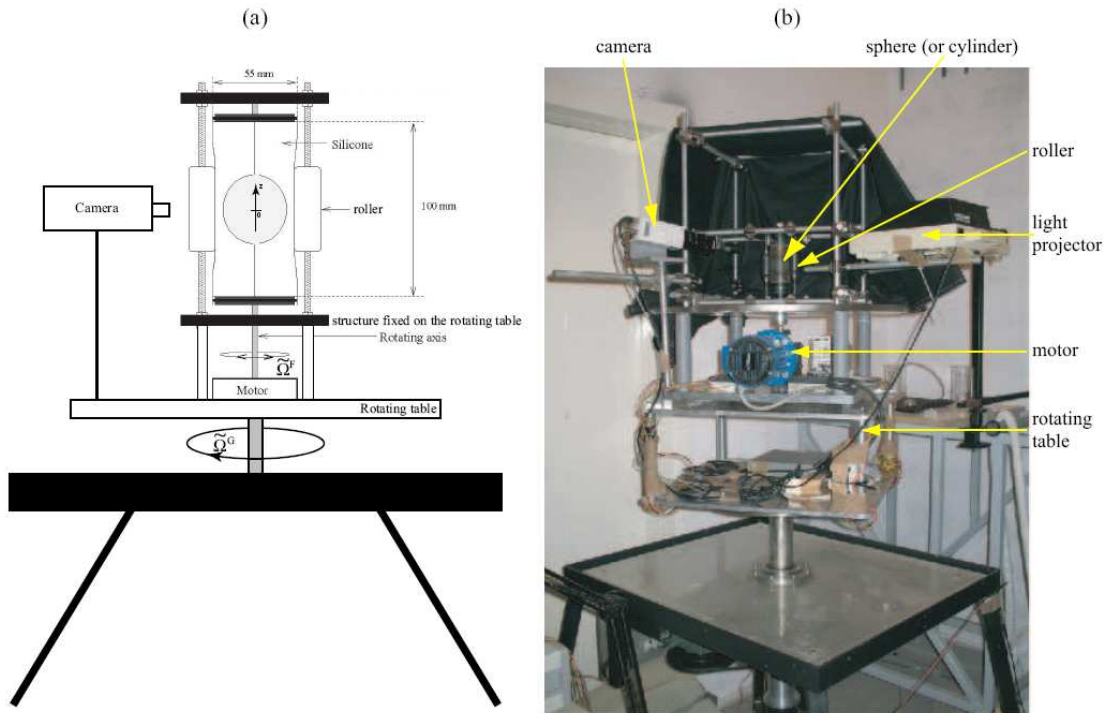 (a)
55 mm
Silicone
z
0
Camera
roller
100 mm
structure fixed on the rotating table
Rotating axis
Ω̃ᶠ
Motor
Rotating table
Ω̃ᴳ
(b)
camera
sphere (or cylinder)
roller
light
projector
motor
rotating
table